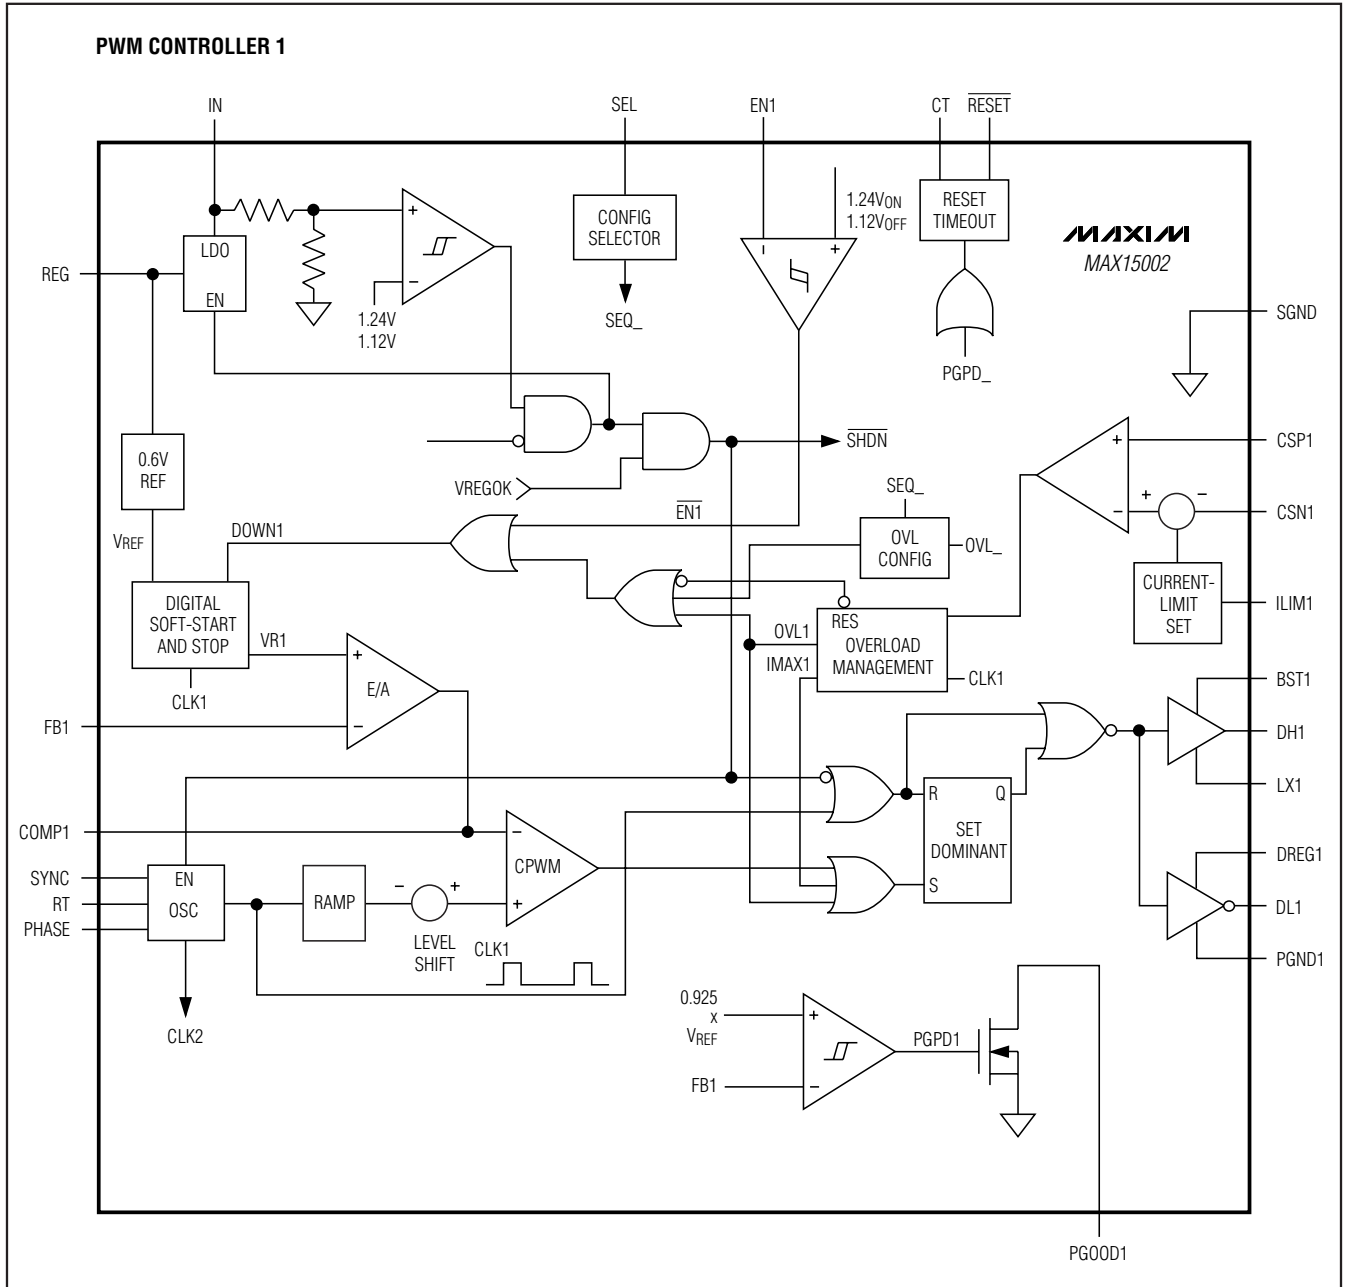 PWM CONTROLLER 1
IN
SEL
EN1
CT
RESET
LDO
EN
REG
+
−
1.24V
1.12V
CONFIG
SELECTOR
SEQ_
−
+
1.24VON
1.12VOFF
RESET
TIMEOUT
PGPD_
MAXIM
MAX15002
SGND
0.6V
REF
VREF
VREGOK
SHDN
EN1
DOWN1
SEQ_
OVL
CONFIG
OVL_
+
−
+
−
CSP1
CSN1
CURRENT-
LIMIT
SET
ILIM1
DIGITAL
SOFT-START
AND STOP
VR1
CLK1
+
E/A
−
FB1
RES
OVERLOAD
MANAGEMENT
OVL1
IMAX1
CLK1
BST1
DH1
LX1
R
Q
SET
DOMINANT
S
COMP1
−
CPWM
+
SYNC
RT
PHASE
EN
OSC
RAMP
−
+
LEVEL
SHIFT
CLK1
CLK2
DREG1
DL1
PGND1
0.925
x
VREF
+
−
FB1
PGPD1
PGOOD1